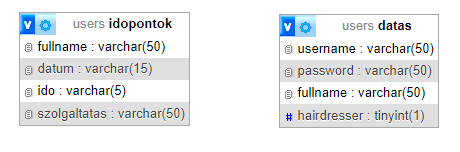 users idopontok
fullname : varchar(50)
datum : varchar(15)
ido : varchar(5)
szolgaltatas : varchar(50)
users datas
username : varchar(50)
password : varchar(50)
fullname : varchar(50)
# hairdresser : tinyint(1)